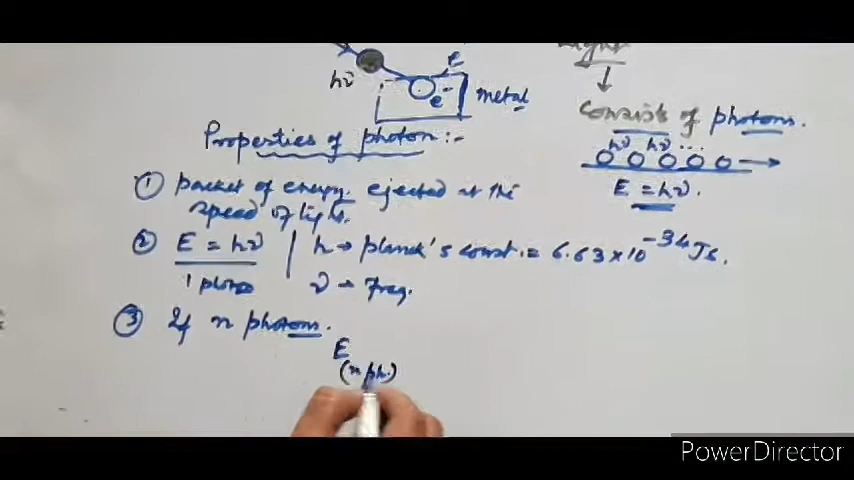 Light
hν
e
e-
metal
consists of photons.
hν hν ...
E = hν.
Properties of photon :-
① packet of energy ejected at the
speed of light.
② E = hν | h → planck's const. = 6.63 × 10^-34 Js.
1 photon ν → freq.
③ If n photons.
E
(n ph.)
PowerDirector